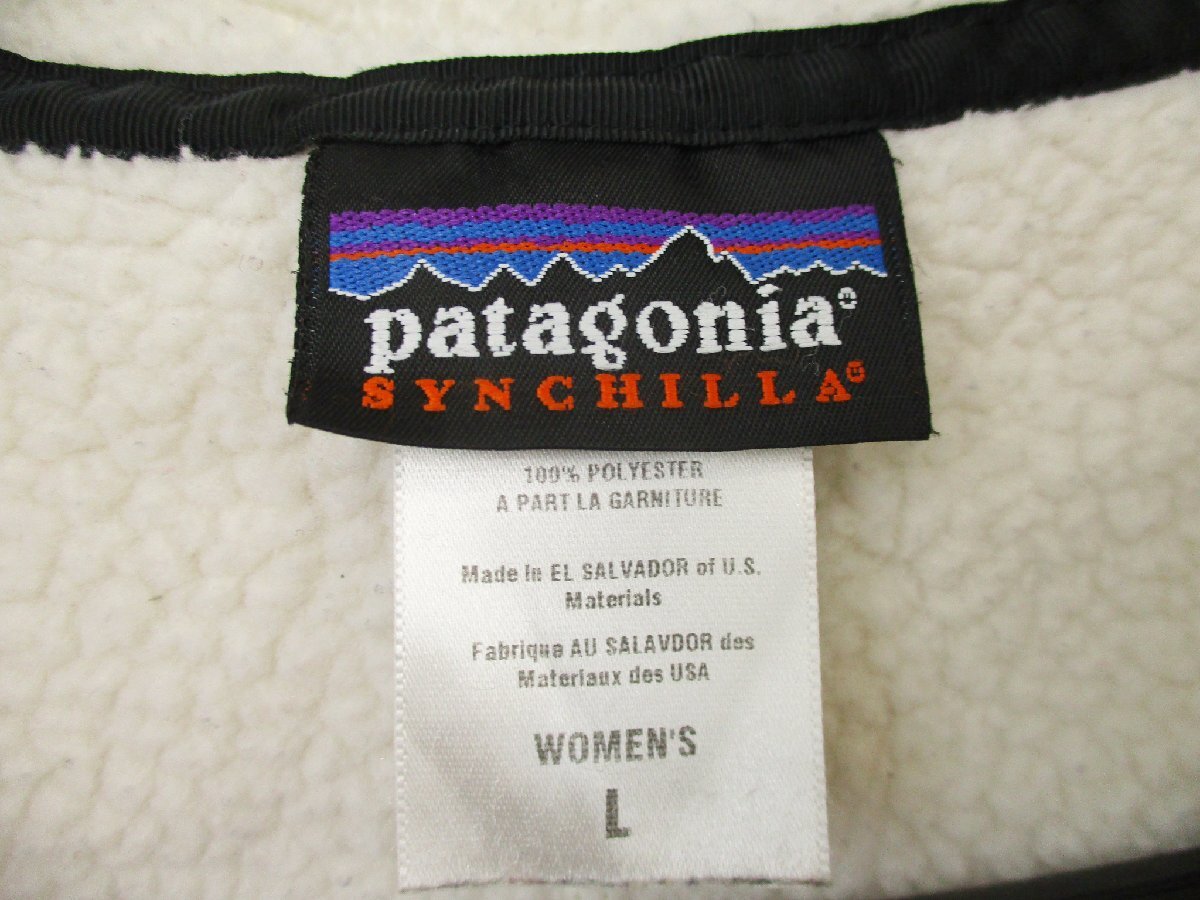 patagonia®
SYNCHILLA®
100% POLYESTER
A PART LA GARNITURE
Made in EL SALVADOR of U.S.
Materials
Fabrique AU SALAVDOR des
Materiaux des USA
WOMEN'S
L